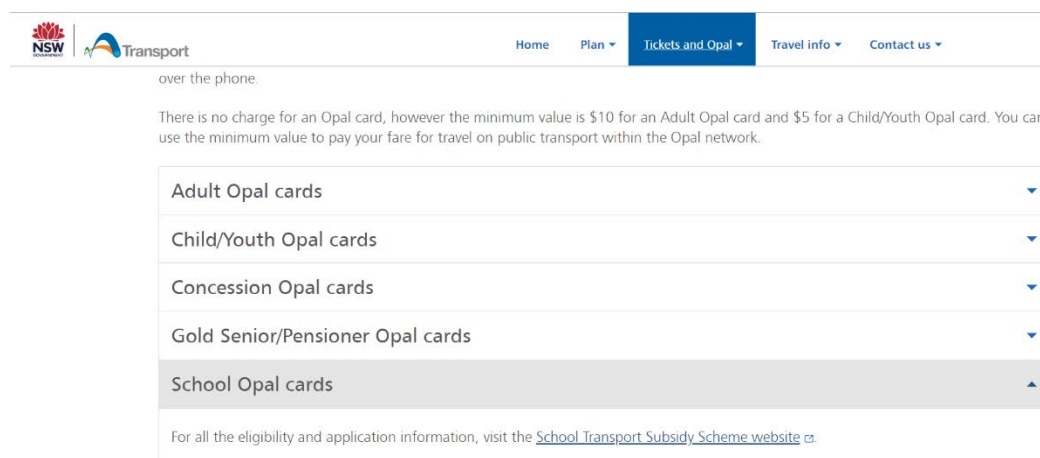 NSW
GOVERNMENT
Transport
Home Plan Tickets and Opal Travel info Contact us
over the phone.
There is no charge for an Opal card, however the minimum value is $10 for an Adult Opal card and $5 for a Child/Youth Opal card. You can
use the minimum value to pay your fare for travel on public transport within the Opal network.
Adult Opal cards
Child/Youth Opal cards
Concession Opal cards
Gold Senior/Pensioner Opal cards
School Opal cards
For all the eligibility and application information, visit the School Transport Subsidy Scheme website.